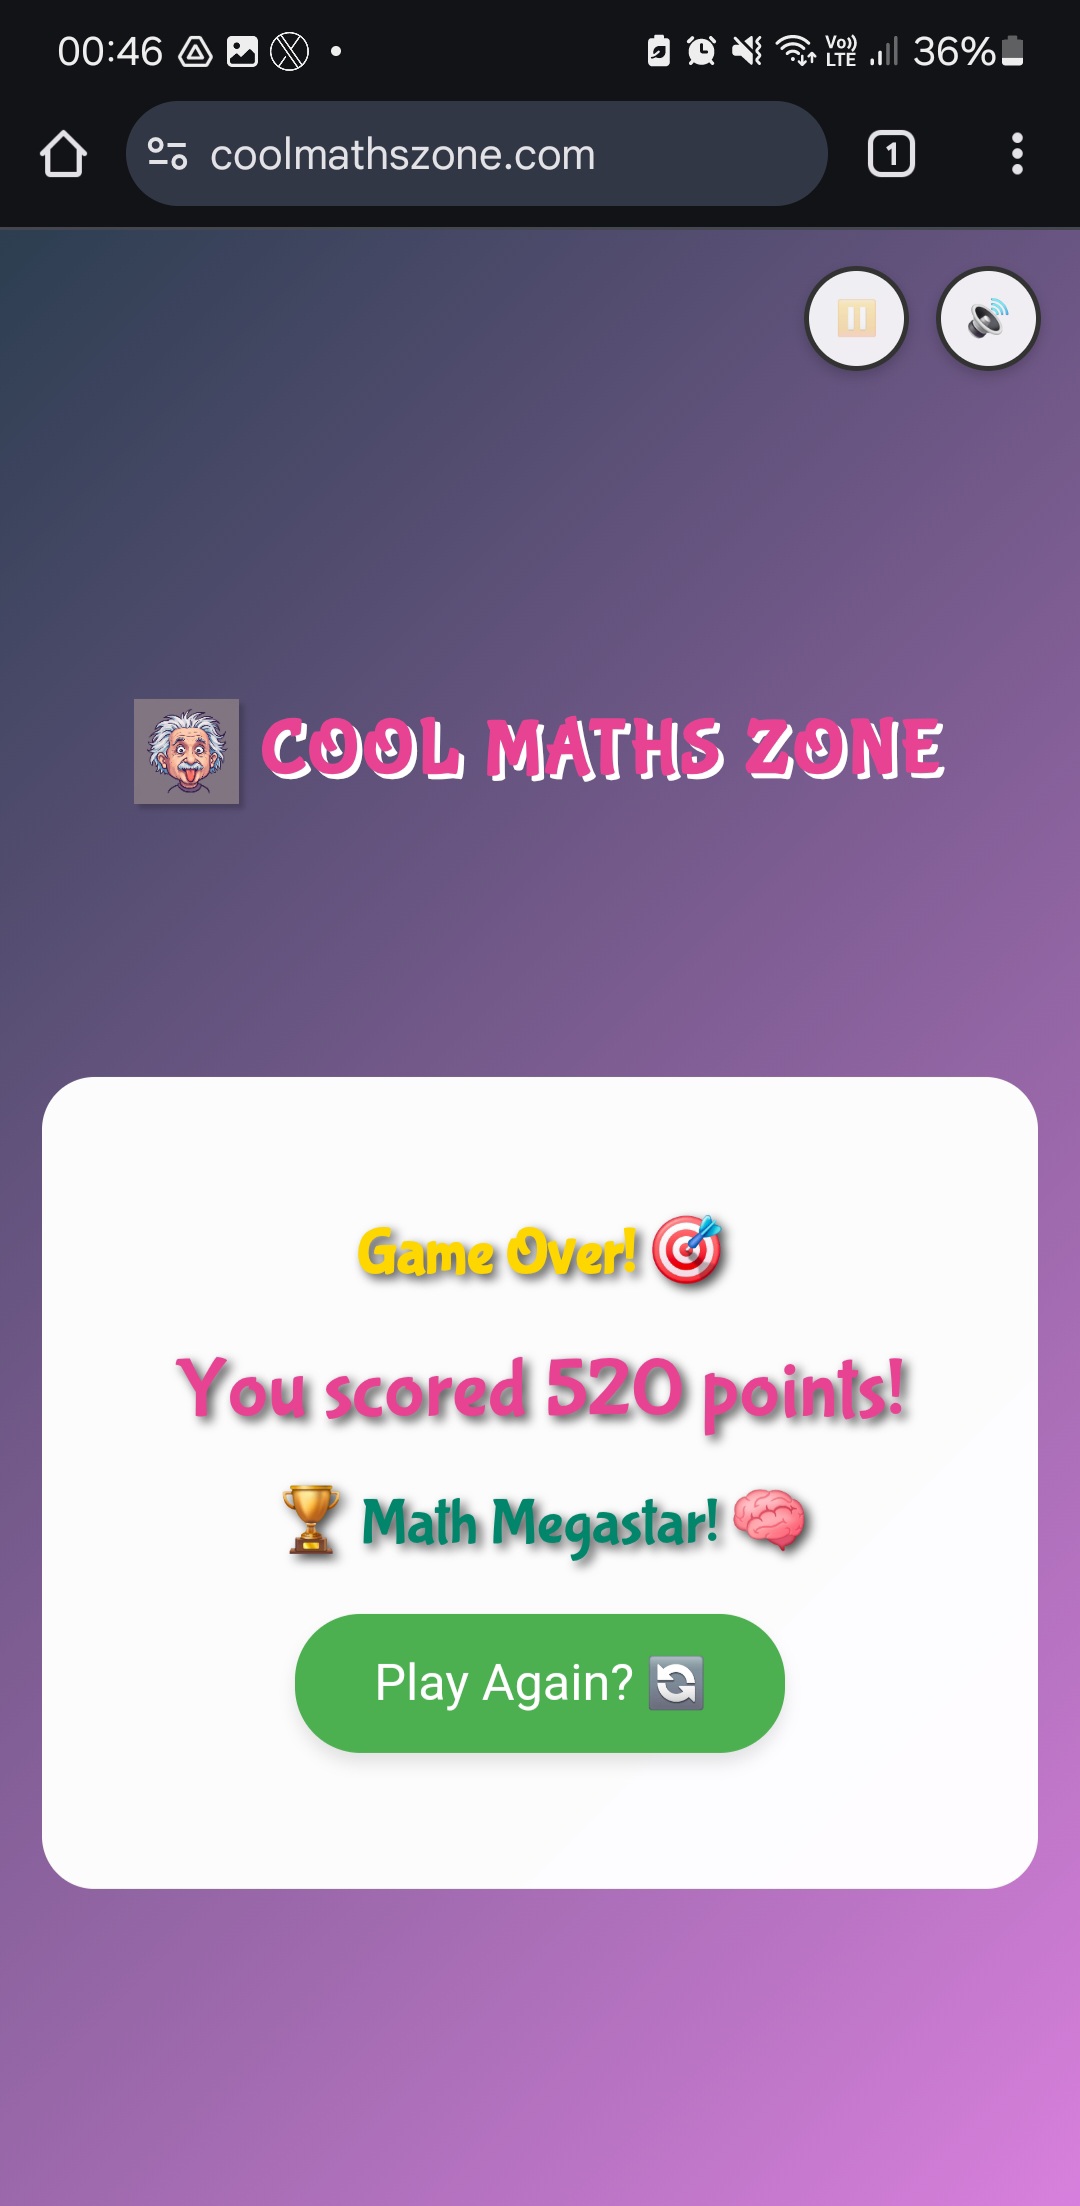 00:46 Vo)) LTE 36%
coolmathszone.com 1
COOL MATHS ZONE
Game Over! 🎯
You scored 520 points!
🏆 Math Megastar! 🧠
Play Again? 🔄